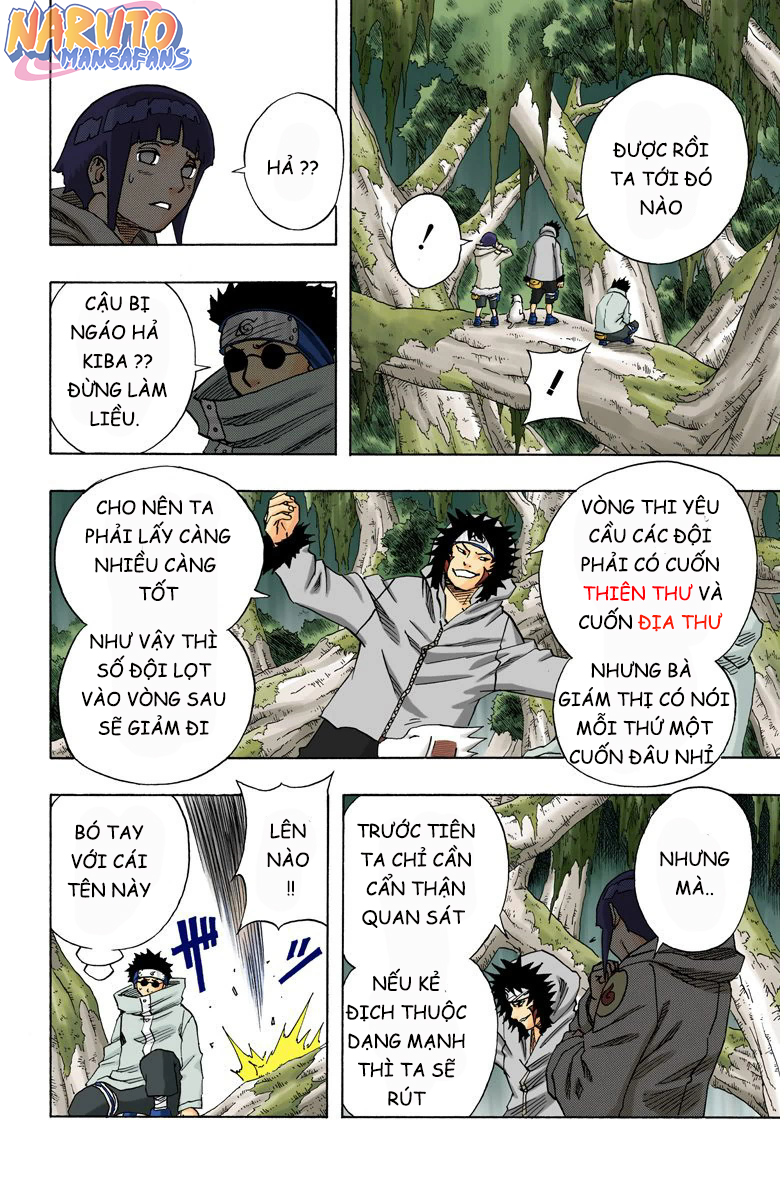 NARUTO
MANGAFANS
ĐƯỢC RỒI
TA TỚI ĐÓ
NÀO
!
!
HẢ ??
CẬU BỊ
NGÁO HẢ
KIBA ??
ĐỪNG LÀM
LIỀU.
VÒNG THI YÊU
CẦU CÁC ĐỘI
PHẢI CÓ CUỐN
THIÊN THƯ VÀ
CUỐN ĐỊA THƯ
NHƯNG BÀ
GIÁM THỊ CÓ NÓI
MỖI THỨ MỘT
CUỐN ĐÂU NHỈ
CHO NÊN TA
PHẢI LẤY CÀNG
NHIỀU CÀNG
TỐT
NHƯ VẬY THÌ
SỐ ĐỘI LỌT
VÀO VÒNG SAU
SẼ GIẢM ĐI
NHƯNG
MÀ..
TRƯỚC TIÊN
TA CHỈ CẦN
CẨN THẬN
QUAN SÁT
NẾU KẺ
ĐỊCH THUỘC
DẠNG MẠNH
THÌ TA SẼ
RÚT
LÊN
NÀO
!!
BÓ TAY
VỚI CÁI
TÊN NÀY